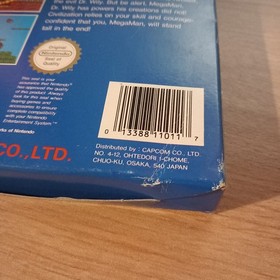 the evil Dr. Wily. But be alert, MegaMan,
Dr. Wily has powers his creations did not
Civilization relies on your skill and courage
confident that you, MegaMan, will stand
tall in the end!
Original
Nintendo
This seal is your
assurance that Nintendo
has approved the quality
of this product. Always
look for this seal when
buying games and
accessories to ensure
complete compatibility
with your Nintendo
Entertainment System
rks of Nintendo
0 13388 11011 7
Distributed by : CAPCOM CO., LTD.
NO. 4-12, OHTEDORI 1-CHOME,
CHUO-KU, OSAKA, 540 JAPAN
CO.,LTD.